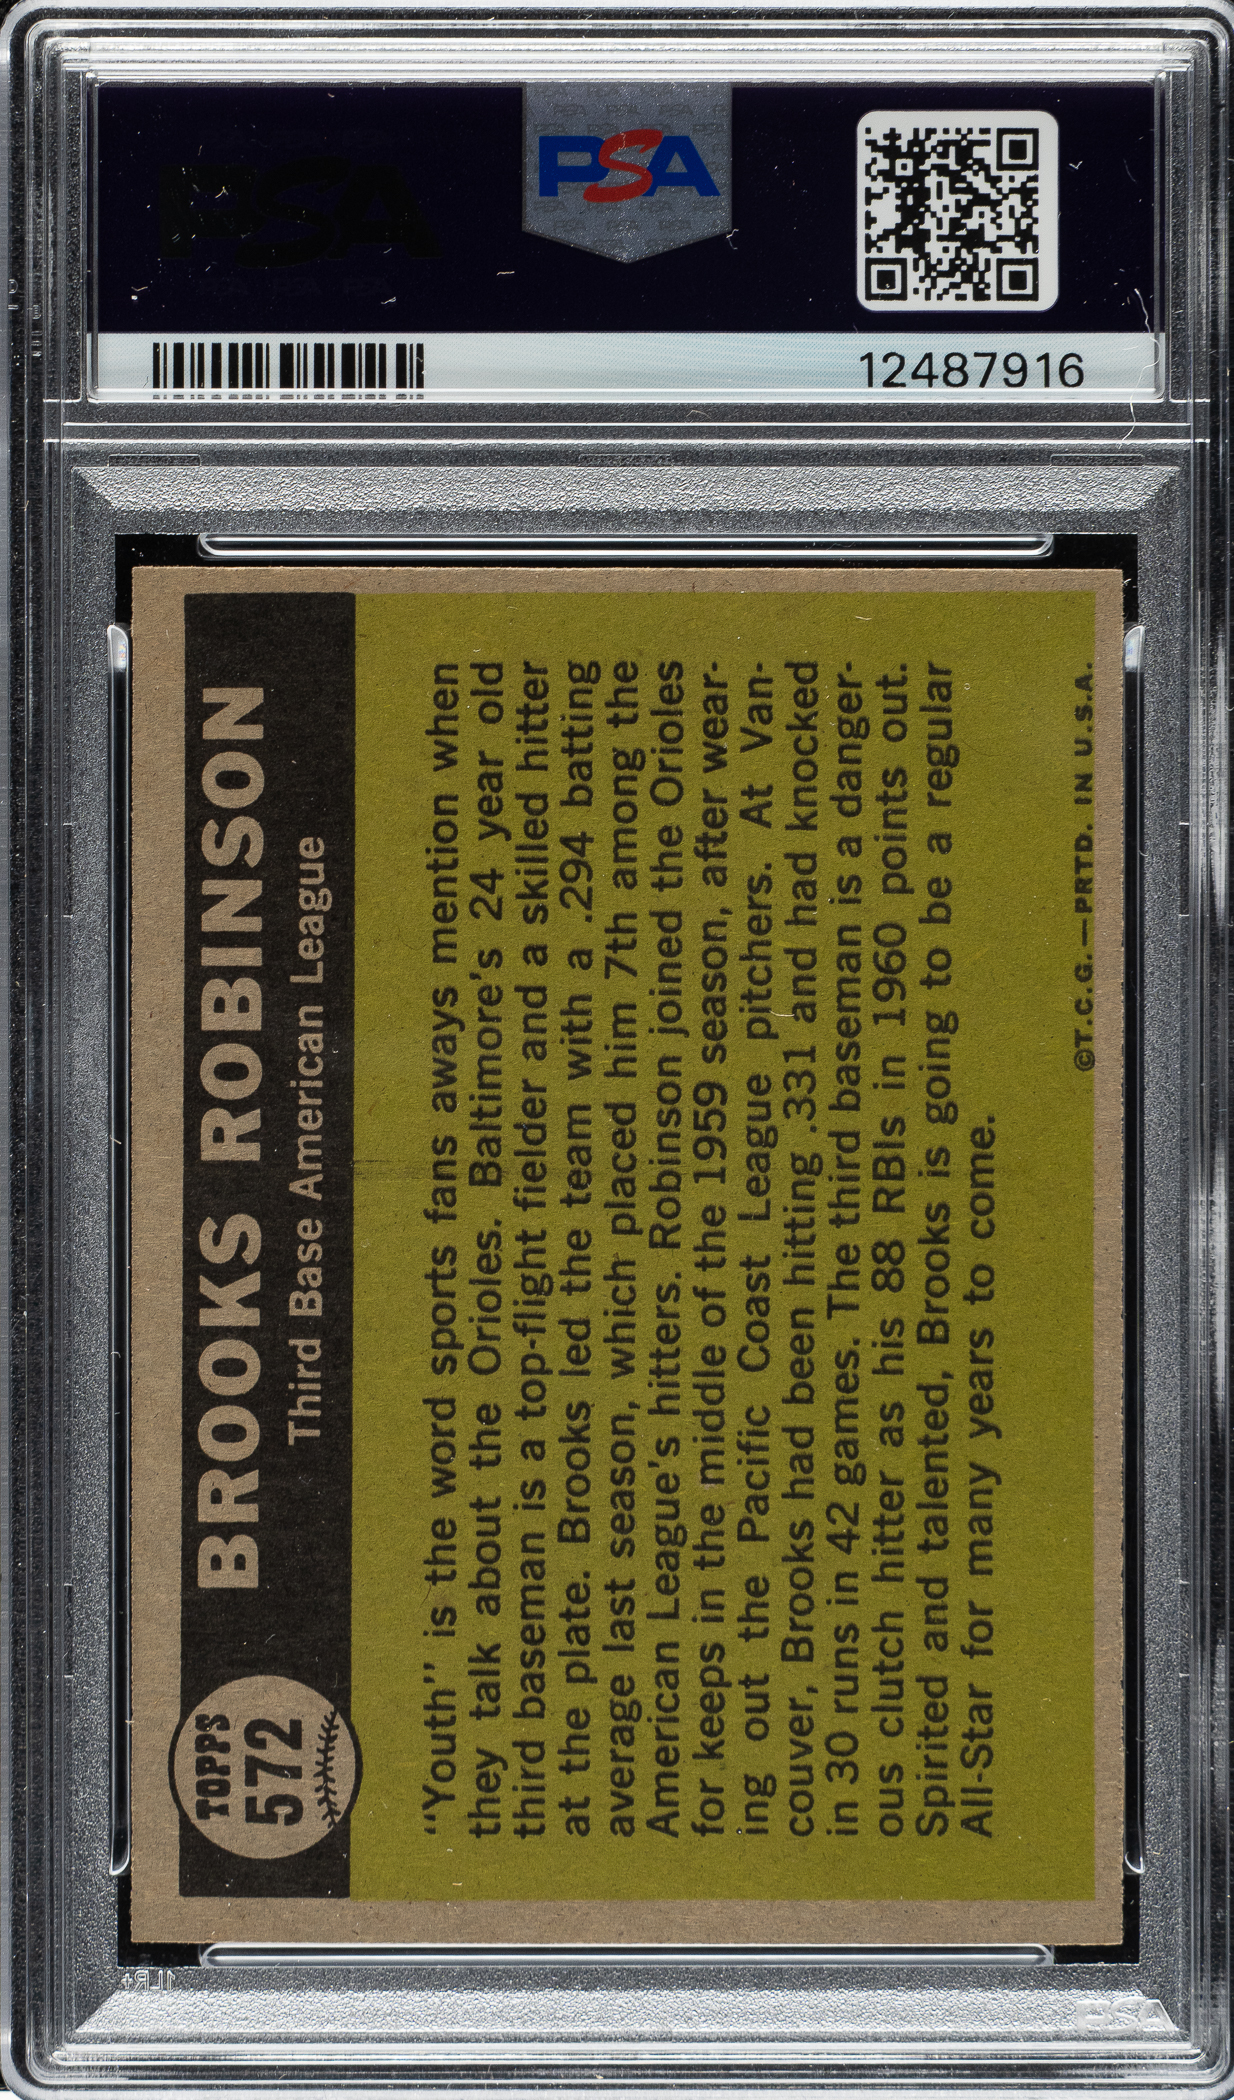 PSA
12487916
TOPPS
572
BROOKS ROBINSON
Third Base American League
“Youth” is the word sports fans aways mention when
they talk about the Orioles. Baltimore's 24 year old
third baseman is a top-flight fielder and a skilled hitter
at the plate. Brooks led the team with a .294 batting
average last season, which placed him 7th among the
American League's hitters. Robinson joined the Orioles
for keeps in the middle of the 1959 season, after wear-
ing out the Pacific Coast League pitchers. At Van-
couver, Brooks had been hitting .331 and had knocked
in 30 runs in 42 games. The third baseman is a danger-
ous clutch hitter as his 88 RBIs in 1960 points out.
Spirited and talented, Brooks is going to be a regular
All-Star for many years to come.
©T.C.G.—PRTD. IN U.S.A.
PSA